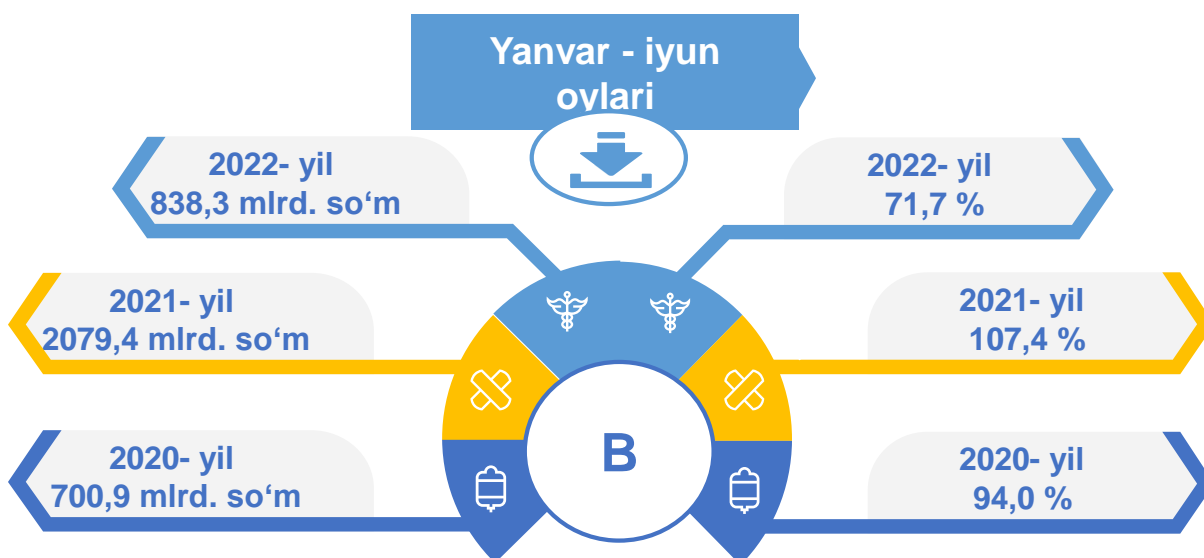 Yanvar - iyun
oylari
2022- yil
838,3 mlrd. so‘m
2022- yil
71,7 %
2021- yil
2079,4 mlrd. so‘m
2021- yil
107,4 %
2020- yil
700,9 mlrd. so‘m
2020- yil
94,0 %
B